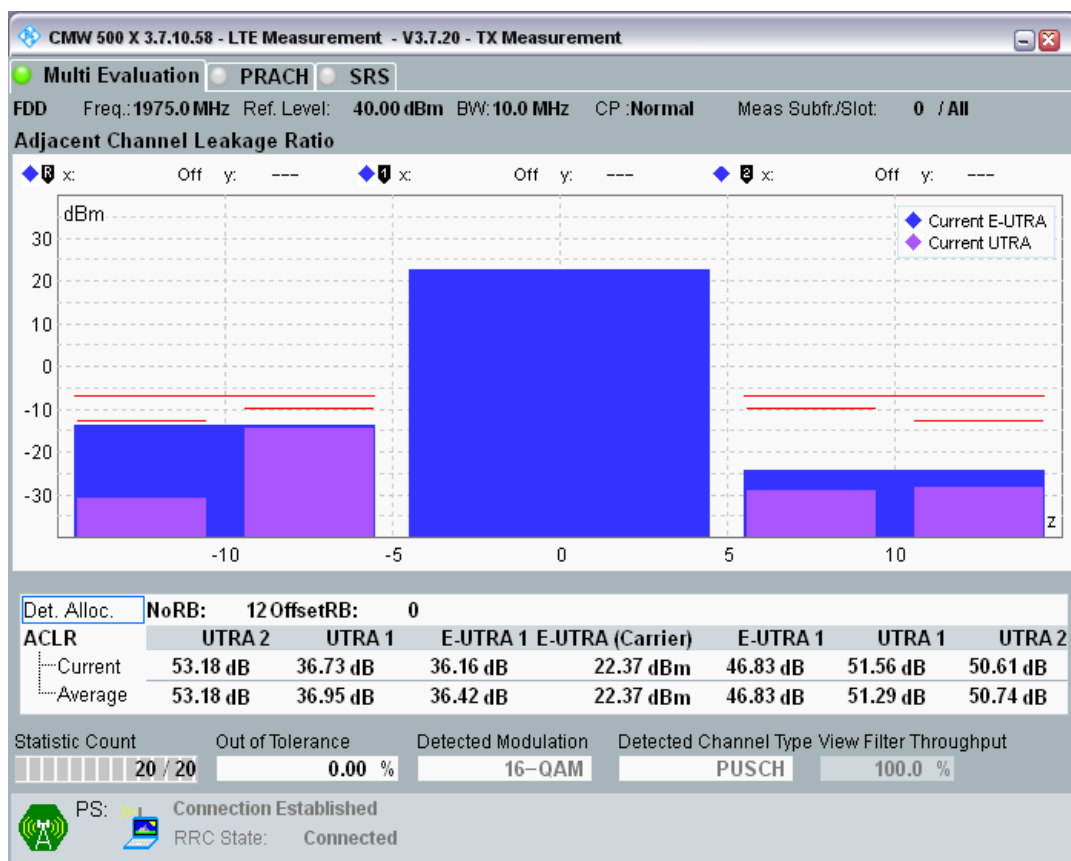 CMW 500 X 3.7.10.58 - LTE Measurement - V3.7.20 - TX Measurement
Multi Evaluation PRACH SRS
FDD Freq.: 1975.0 MHz Ref. Level: 40.00 dBm BW: 10.0 MHz CP : Normal Meas Subfr./Slot: 0 / All
Adjacent Channel Leakage Ratio
R x: Off y: --- 1 x: Off y: --- 2 x: Off y: ---
dBm
Current E-UTRA
Current UTRA
30
20
10
0
-10
-20
-30
z
-10 -5 0 5 10
Det. Alloc. NoRB: 12 OffsetRB: 0
ACLR UTRA 2 UTRA 1 E-UTRA 1 E-UTRA (Carrier) E-UTRA 1 UTRA 1 UTRA 2
Current 53.18 dB 36.73 dB 36.16 dB 22.37 dBm 46.83 dB 51.56 dB 50.61 dB
Average 53.18 dB 36.95 dB 36.42 dB 22.37 dBm 46.83 dB 51.29 dB 50.74 dB
Statistic Count Out of Tolerance Detected Modulation Detected Channel Type View Filter Throughput
20 / 20 0.00 % 16-QAM PUSCH 100.0 %
PS: Connection Established
RRC State: Connected